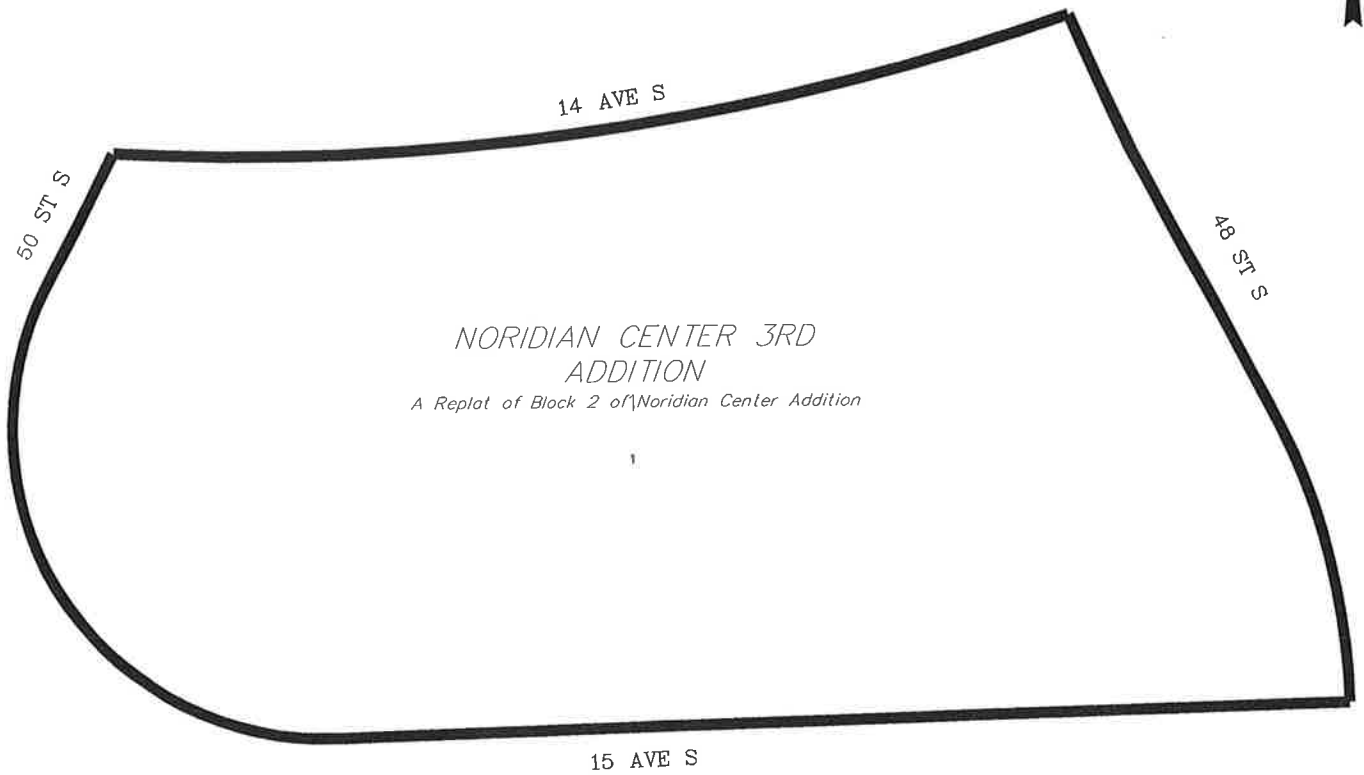 14 AVE S
50 ST S
48 ST S
NORIDIAN CENTER 3RD
ADDITION
A Replat of Block 2 of Noridian Center Addition
15 AVE S